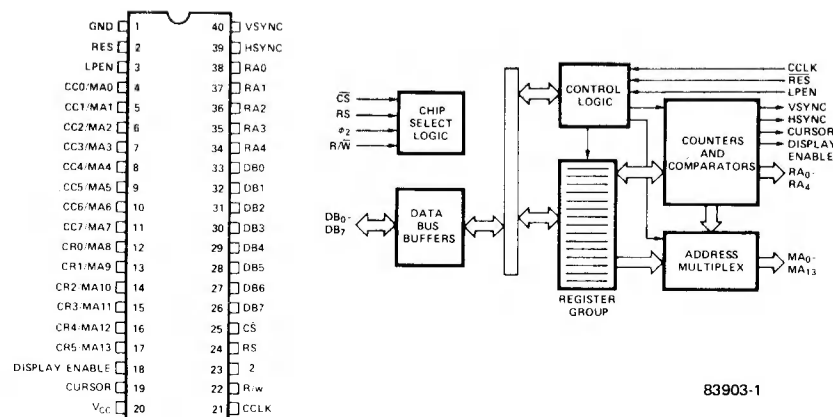 GND 1 40 VSYNC
RES 2 39 HSYNC
LPEN 3 38 RA0
CC0/MA0 4 37 RA1
CC1/MA1 5 36 RA2
CC2/MA2 6 35 RA3
CC3/MA3 7 34 RA4
CC4/MA4 8 33 DB0
CC5/MA5 9 32 DB1
CC6/MA6 10 31 DB2
CC7/MA7 11 30 DB3
CR0/MA8 12 29 DB4
CR1/MA9 13 28 DB5
CR2/MA10 14 27 DB6
CR3/MA11 15 26 DB7
CR4/MA12 16 25 C̅S̅
CR5/MA13 17 24 RS
DISPLAY ENABLE 18 23 2
CURSOR 19 22 R/w
VCC 20 21 CCLK
C̅S̅
RS
φ2
R/W̅
CHIP
SELECT
LOGIC
DB0-
DB7
DATA
BUS
BUFFERS
CONTROL
LOGIC
REGISTER
GROUP
COUNTERS
AND
COMPARATORS
ADDRESS
MULTIPLEX
CCLK
R̅E̅S̅
LPEN
VSYNC
HSYNC
CURSOR
DISPLAY
ENABLE
RA0-
RA4
MA0-
MA13
83903-1